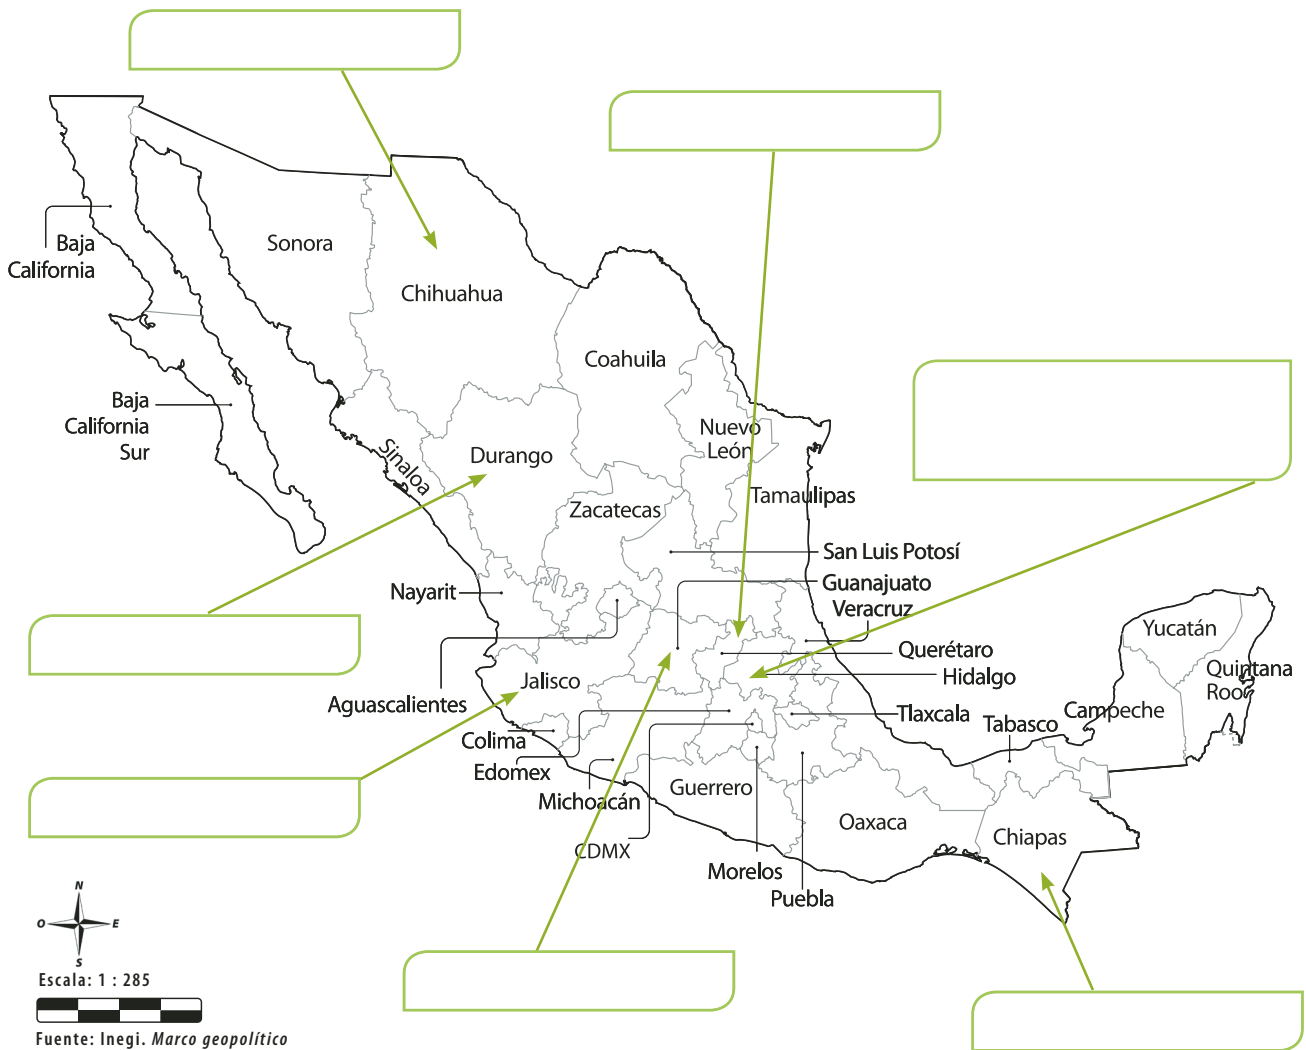 Baja
California
Sonora
Chihuahua
Coahuila
Baja
California
Sur
Nuevo
León
Sinaloa
Durango
Zacatecas
Tamaulipas
San Luis Potosí
Nayarit
Guanajuato
Veracruz
Querétaro
Hidalgo
Yucatán
Quintana
Roo
Aguascalientes
Jalisco
Tlaxcala
Tabasco
Campeche
Colima
Edomex
Michoacán
Guerrero
CDMX
Oaxaca
Chiapas
Morelos
Puebla
N
O E
S
Escala: 1 : 285
Fuente: Inegi. Marco geopolítico